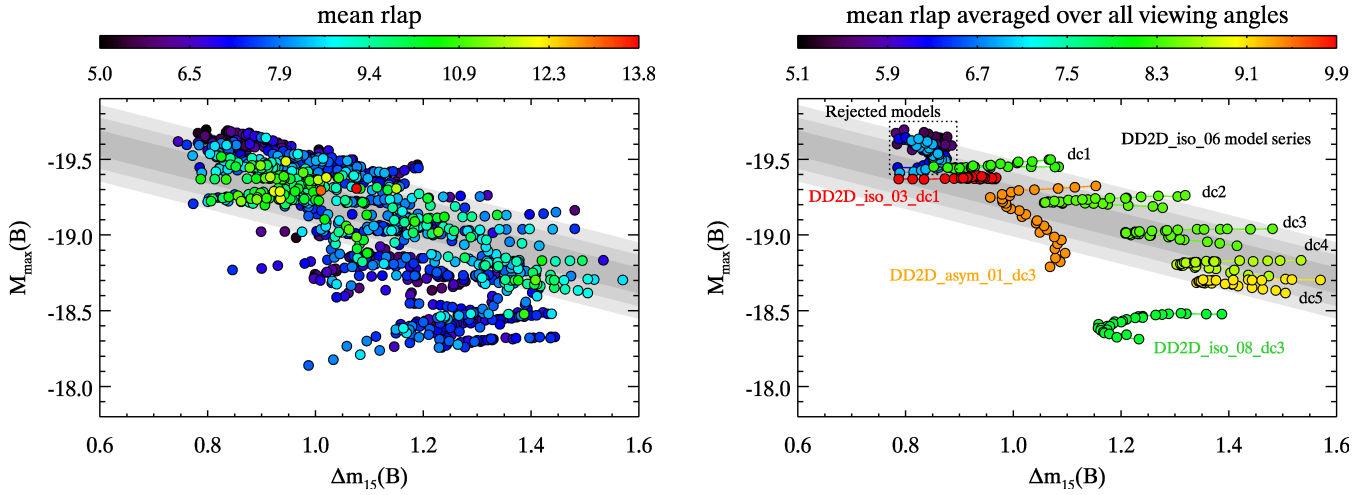 mean rlap
5.0 6.5 7.9 9.4 10.9 12.3 13.8
-19.5
-19.0
-18.5
-18.0
M_max(B)
0.6 0.8 1.0 1.2 1.4 1.6
Δm_15(B)
mean rlap averaged over all viewing angles
5.1 5.9 6.7 7.5 8.3 9.1 9.9
Rejected models
DD2D_iso_06 model series
dc1
DD2D_iso_03_dc1
dc2
dc3
dc4
DD2D_asym_01_dc3
dc5
DD2D_iso_08_dc3
-19.5
-19.0
-18.5
-18.0
M_max(B)
0.6 0.8 1.0 1.2 1.4 1.6
Δm_15(B)